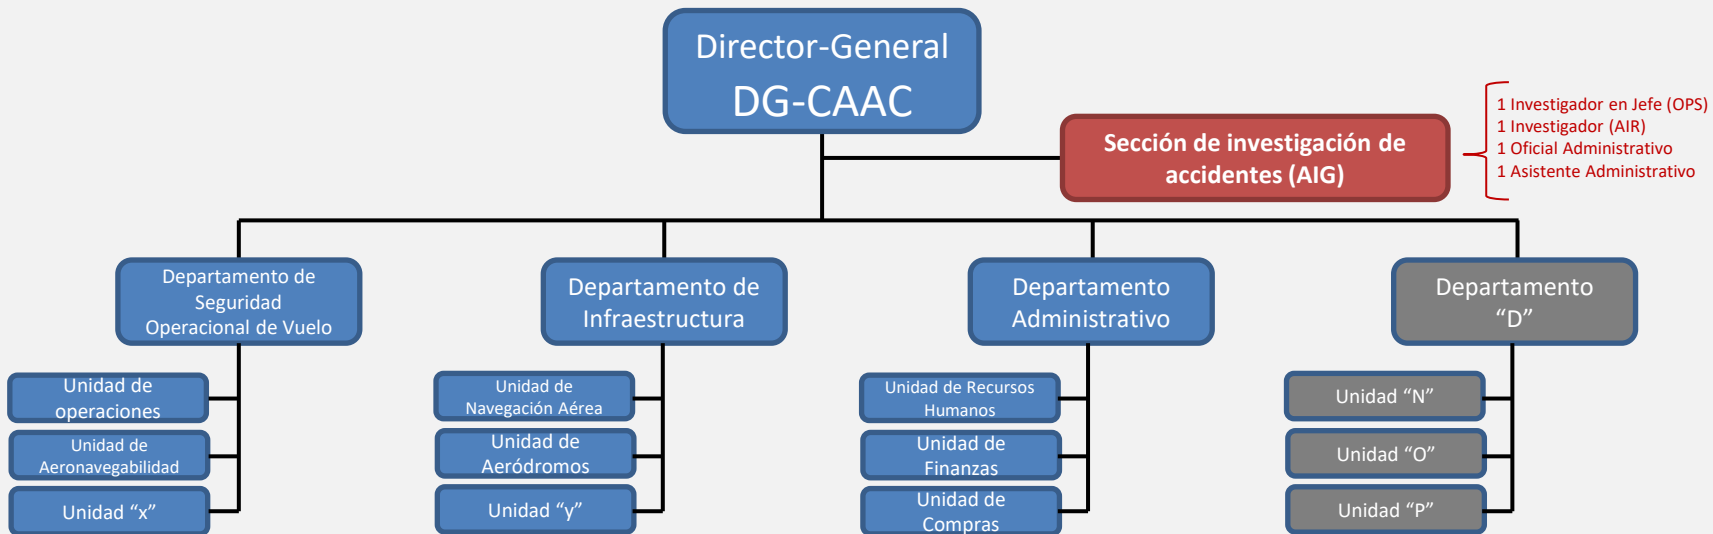 Director-General
DG-CAAC
Sección de investigación de
accidentes (AIG)
1 Investigador en Jefe (OPS)
1 Investigador (AIR)
1 Oficial Administrativo
1 Asistente Administrativo
Departamento de
Seguridad
Operacional de Vuelo
Departamento de
Infraestructura
Departamento
Administrativo
Departamento
“D”
Unidad de
operaciones
Unidad de
Aeronavegabilidad
Unidad “x”
Unidad de
Navegación Aérea
Unidad de
Aeródromos
Unidad “y”
Unidad de Recursos
Humanos
Unidad de
Finanzas
Unidad de
Compras
Unidad “N”
Unidad “O”
Unidad “P”